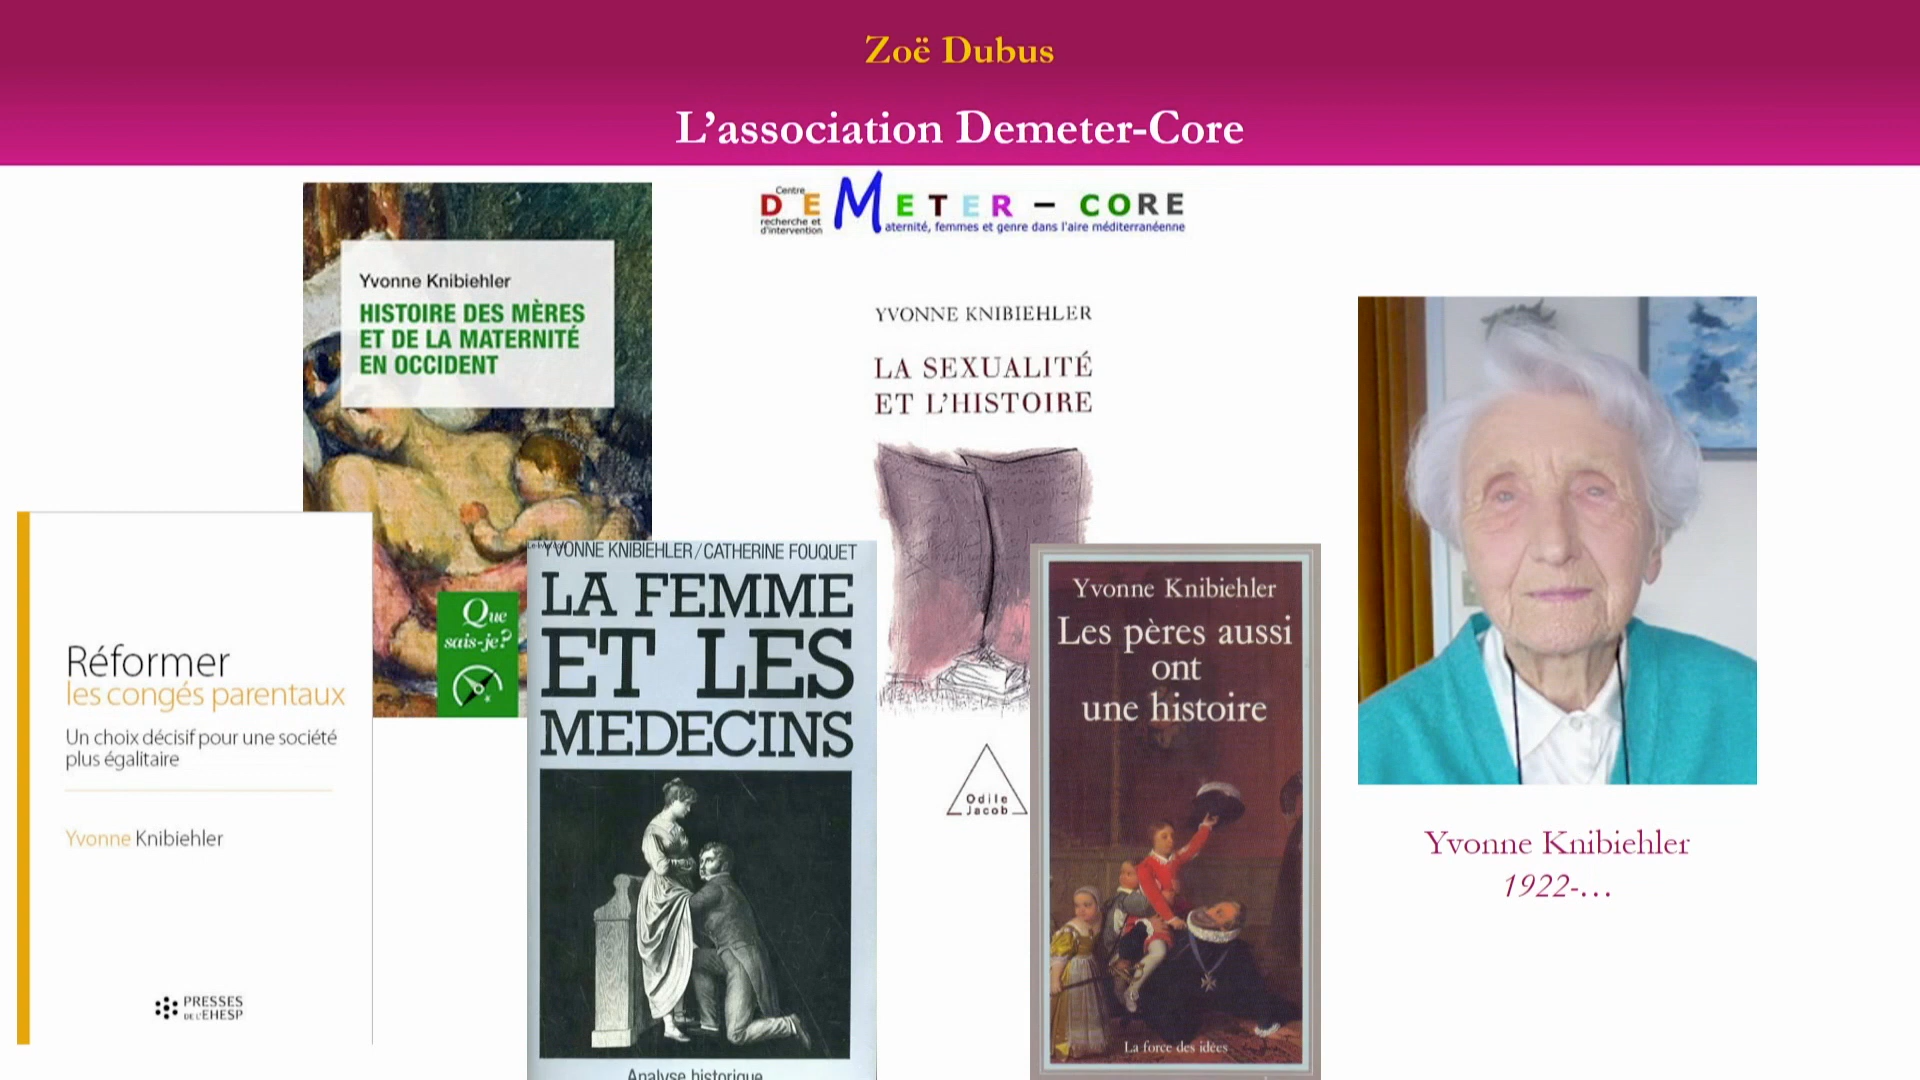 Zoë Dubus
L’association Demeter-Core
Centre
DE METER – CORE
recherche et
d'intervention
aternité, femmes et genre dans l'aire méditerranéenne
Yvonne Knibiehler
HISTOIRE DES MÈRES
ET DE LA MATERNITÉ
EN OCCIDENT
Que
sais-je?
YVONNE KNIBIEHLER
LA SEXUALITÉ
ET L’HISTOIRE
Odile
Jacob
Réformer
les congés parentaux
Un choix décisif pour une société
plus égalitaire
Yvonne Knibiehler
PRESSES
DE L'EHESP
YVONNE KNIBIEHLER/CATHERINE FOUQUET
LA FEMME
ET LES
MEDECINS
Analyse historique
Yvonne Knibiehler
Les pères aussi
ont
une histoire
La force des idées
Yvonne Knibiehler
1922-…